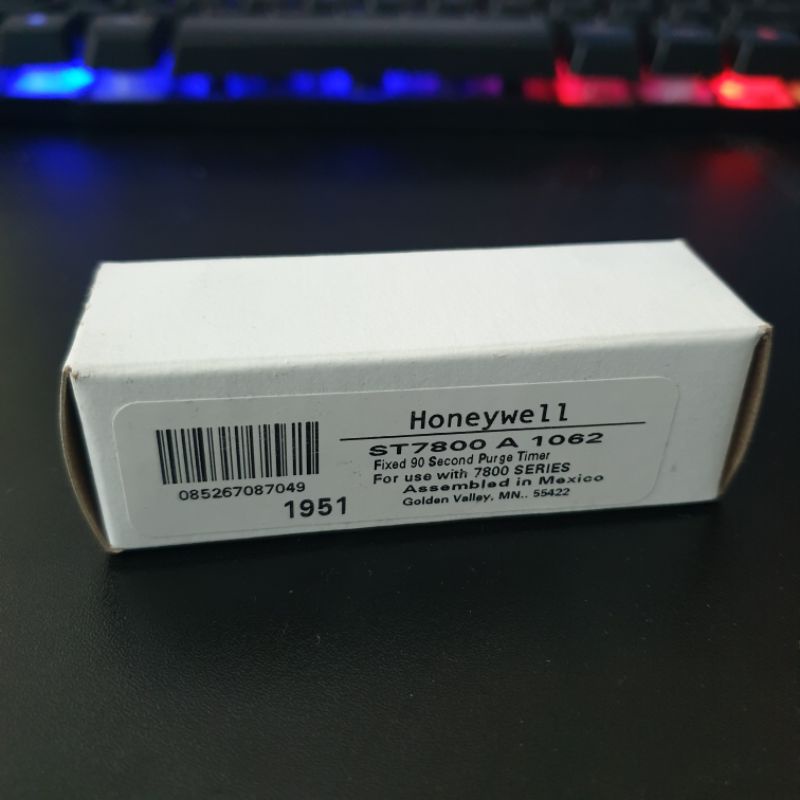 Honeywell
ST7800 A 1062
Fixed 90 Second Purge Timer
For use with 7800 SERIES
Assembled in Mexico
Golden Valley, MN.. 55422
085267087049
1951